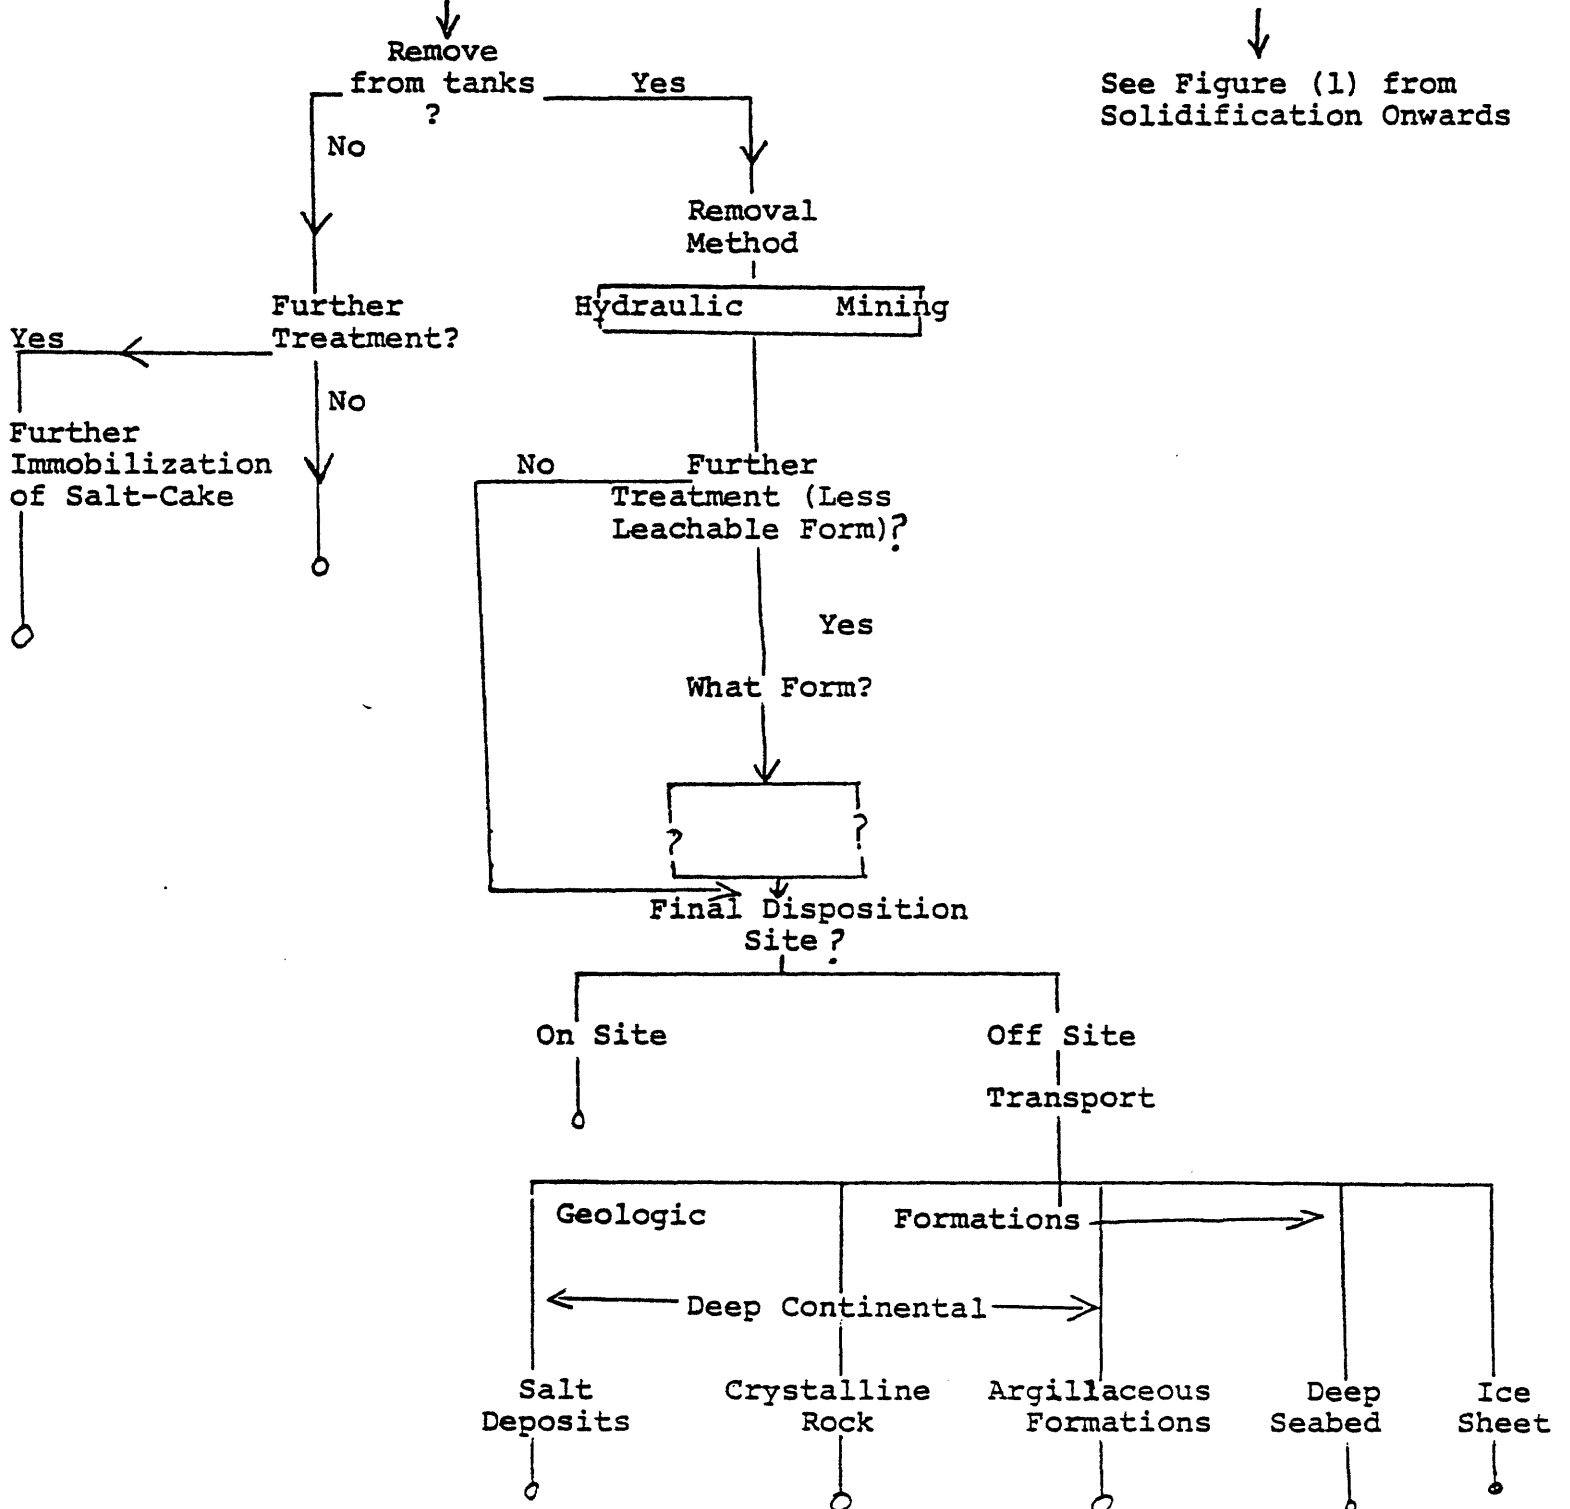 Remove
from tanks
?
Yes
See Figure (1) from
Solidification Onwards
No
Removal
Method
Hydraulic Mining
Further
Treatment?
Yes
No
Further
Immobilization
of Salt-Cake
No
Further
Treatment (Less
Leachable Form)?
Yes
What Form?
? ?
Final Disposition
Site?
On Site
Off Site
Transport
Geologic Formations
Deep Continental
Salt
Deposits
Crystalline
Rock
Argillaceous
Formations
Deep
Seabed
Ice
Sheet